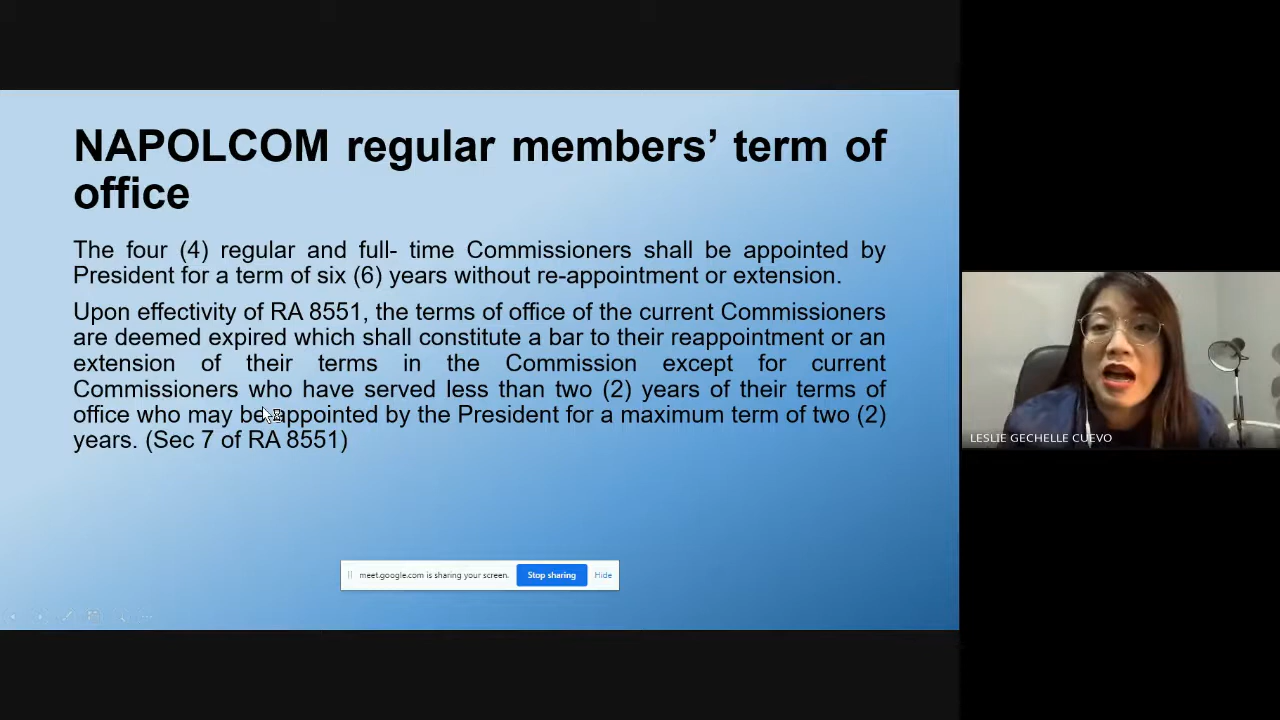 NAPOLCOM regular members’ term of
office
The four (4) regular and full- time Commissioners shall be appointed by
President for a term of six (6) years without re-appointment or extension.
Upon effectivity of RA 8551, the terms of office of the current Commissioners
are deemed expired which shall constitute a bar to their reappointment or an
extension of their terms in the Commission except for current
Commissioners who have served less than two (2) years of their terms of
office who may be appointed by the President for a maximum term of two (2)
years. (Sec 7 of RA 8551)
meet.google.com is sharing your screen. Stop sharing Hide
LESLIE GECHELLE CUEVO